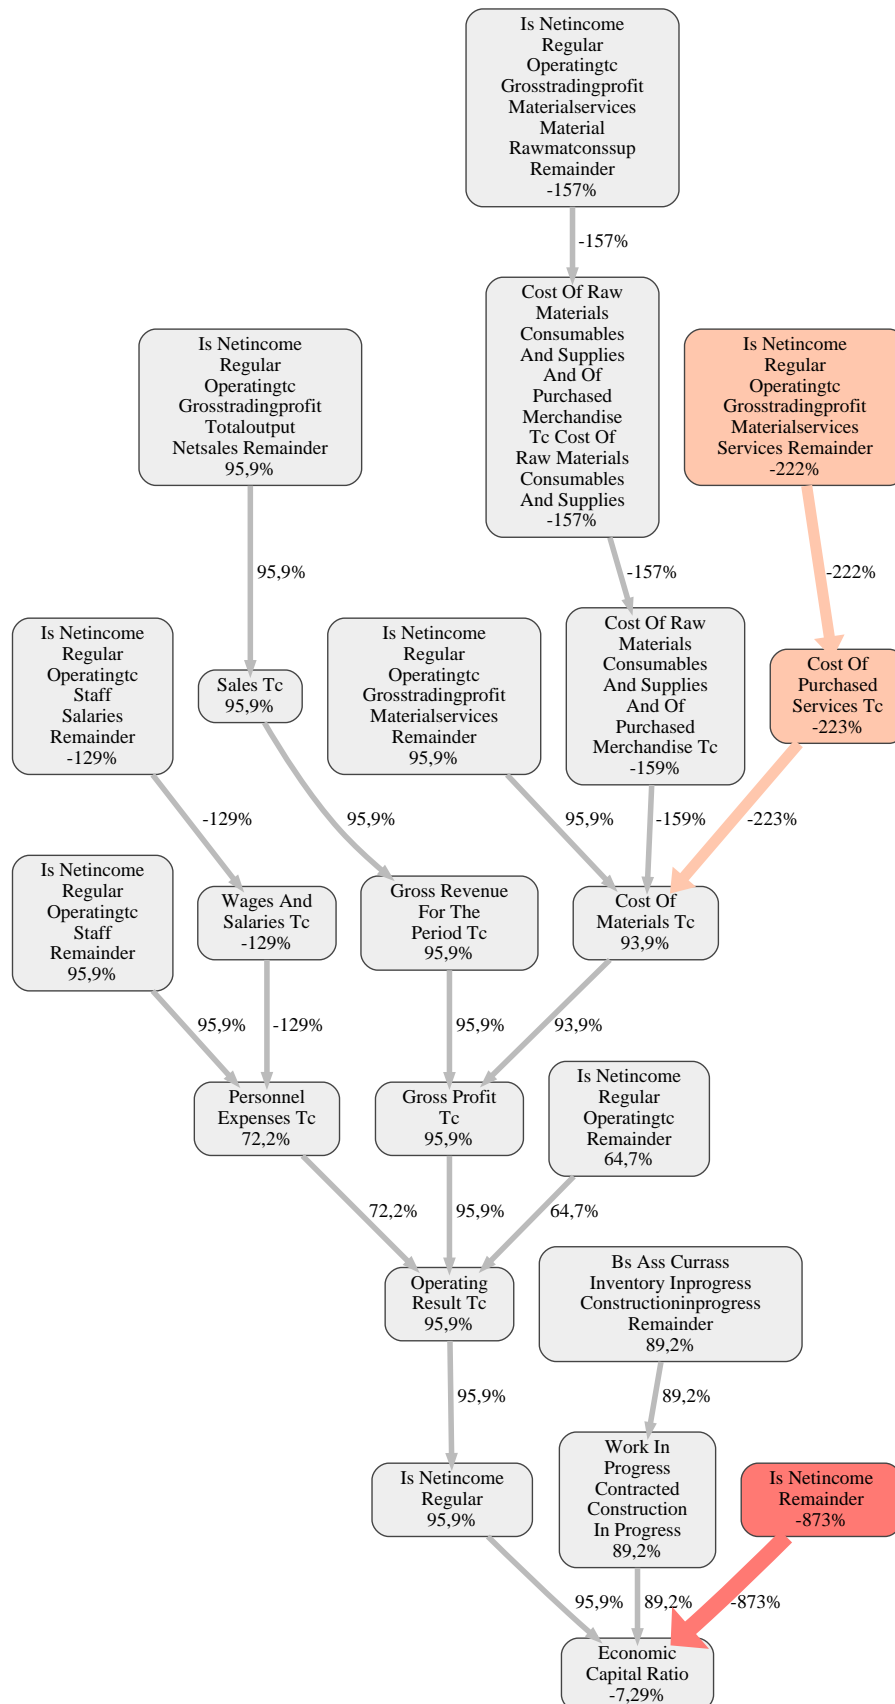 Is Netincome
Regular
Operatingtc
Grosstradingprofit
Materialservices
Material
Rawmatconssup
Remainder
-157%
-157%
Cost Of Raw
Materials
Consumables
And Supplies
And Of
Purchased
Merchandise
Tc Cost Of
Raw Materials
Consumables
And Supplies
-157%
Is Netincome
Regular
Operatingtc
Grosstradingprofit
Totaloutput
Netsales Remainder
95,9%
Is Netincome
Regular
Operatingtc
Grosstradingprofit
Materialservices
Services Remainder
-222%
95,9%
-157%
-222%
Is Netincome
Regular
Operatingtc
Staff
Salaries
Remainder
-129%
Sales Tc
95,9%
Is Netincome
Regular
Operatingtc
Grosstradingprofit
Materialservices
Remainder
95,9%
Cost Of Raw
Materials
Consumables
And Supplies
And Of
Purchased
Merchandise Tc
-159%
Cost Of
Purchased
Services Tc
-223%
-129%
95,9%
95,9%
-159%
-223%
Is Netincome
Regular
Operatingtc
Staff
Remainder
95,9%
Wages And
Salaries Tc
-129%
Gross Revenue
For The
Period Tc
95,9%
Cost Of
Materials Tc
93,9%
95,9%
-129%
95,9%
93,9%
Personnel
Expenses Tc
72,2%
Gross Profit
Tc
95,9%
Is Netincome
Regular
Operatingtc
Remainder
64,7%
72,2%
95,9%
64,7%
Operating
Result Tc
95,9%
Bs Ass Currass
Inventory Inprogress
Constructioninprogress
Remainder
89,2%
95,9%
89,2%
Is Netincome
Regular
95,9%
Work In
Progress
Contracted
Construction
In Progress
89,2%
Is Netincome
Remainder
-873%
95,9%
89,2%
-873%
Economic
Capital Ratio
-7,29%